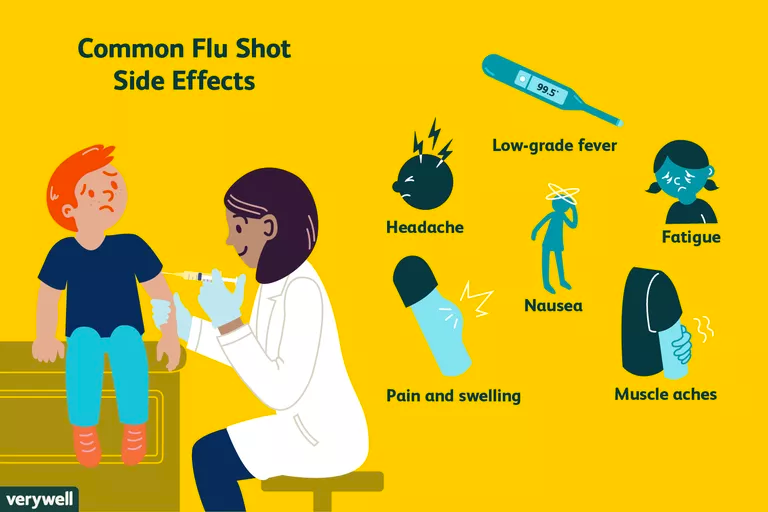 Common Flu Shot
Side Effects
99.5°
Low-grade fever
Headache
Fatigue
Nausea
Pain and swelling
Muscle aches
verywell